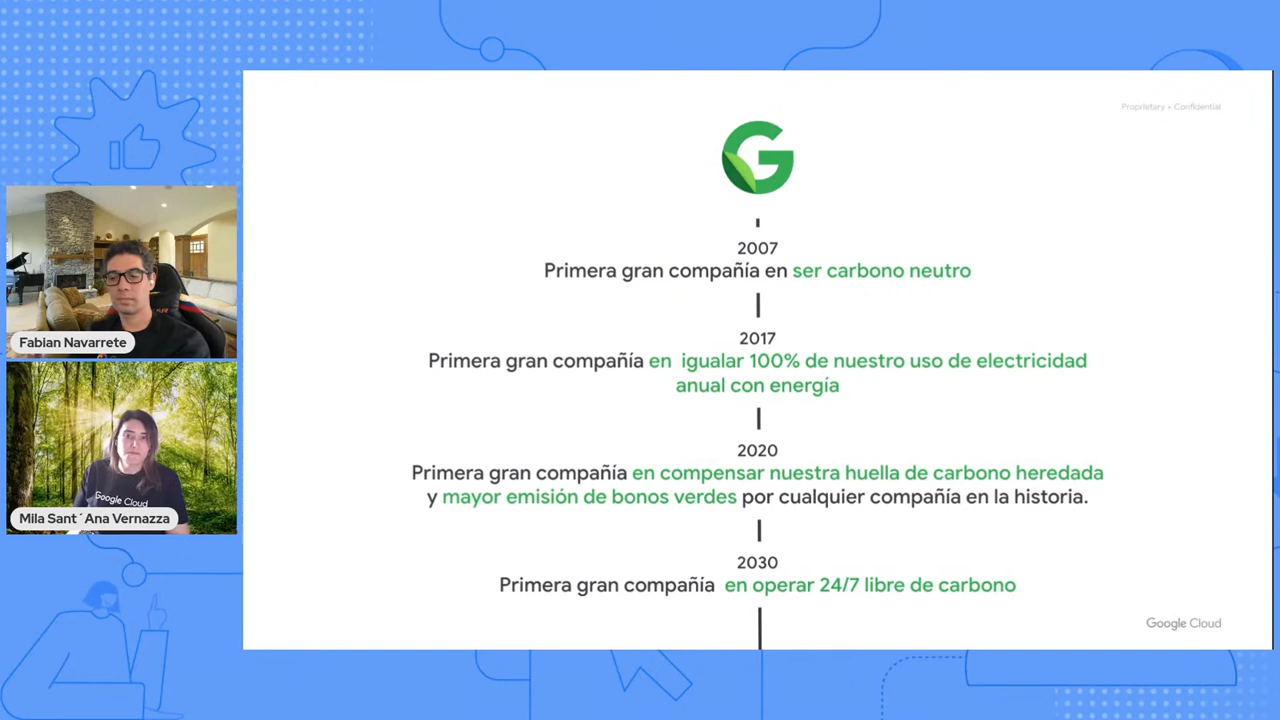 Proprietary + Confidential
2007
Primera gran compañía en ser carbono neutro
2017
Primera gran compañía en igualar 100% de nuestro uso de electricidad
anual con energía
2020
Primera gran compañía en compensar nuestra huella de carbono heredada
y mayor emisión de bonos verdes por cualquier compañía en la historia.
2030
Primera gran compañía en operar 24/7 libre de carbono
Google Cloud
Fabian Navarrete
Google Cloud
Mila Sant´Ana Vernazza